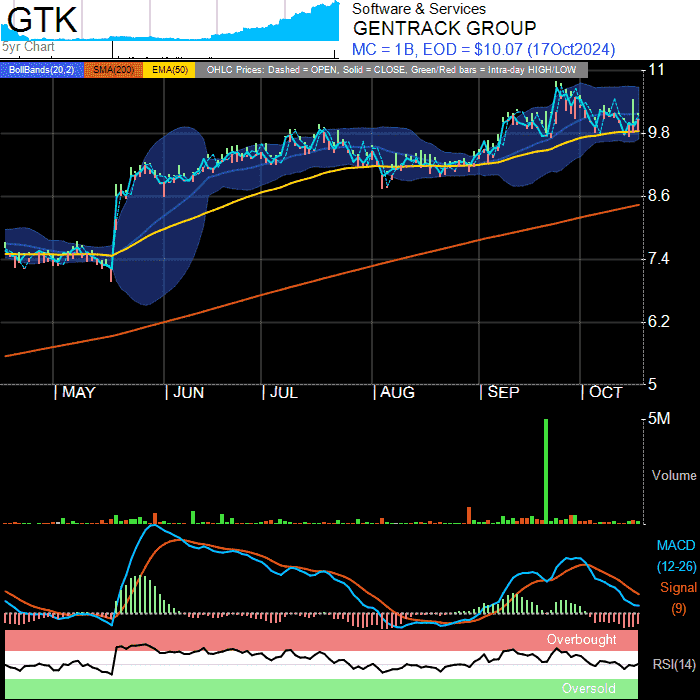 GTK
5yr Chart
Software & Services
GENTRACK GROUP
MC = 1B, EOD = $10.07 (17Oct2024)
BollBands(20,2) SMA(200) EMA(50) OHLC Prices: Dashed = OPEN, Solid = CLOSE, Green/Red bars = Intra-day HIGH/LOW
11
9.8
8.6
7.4
6.2
5
MAY JUN JUL AUG SEP OCT
5M
Volume
MACD
(12-26)
Signal
(9)
Overbought
RSI(14)
Oversold